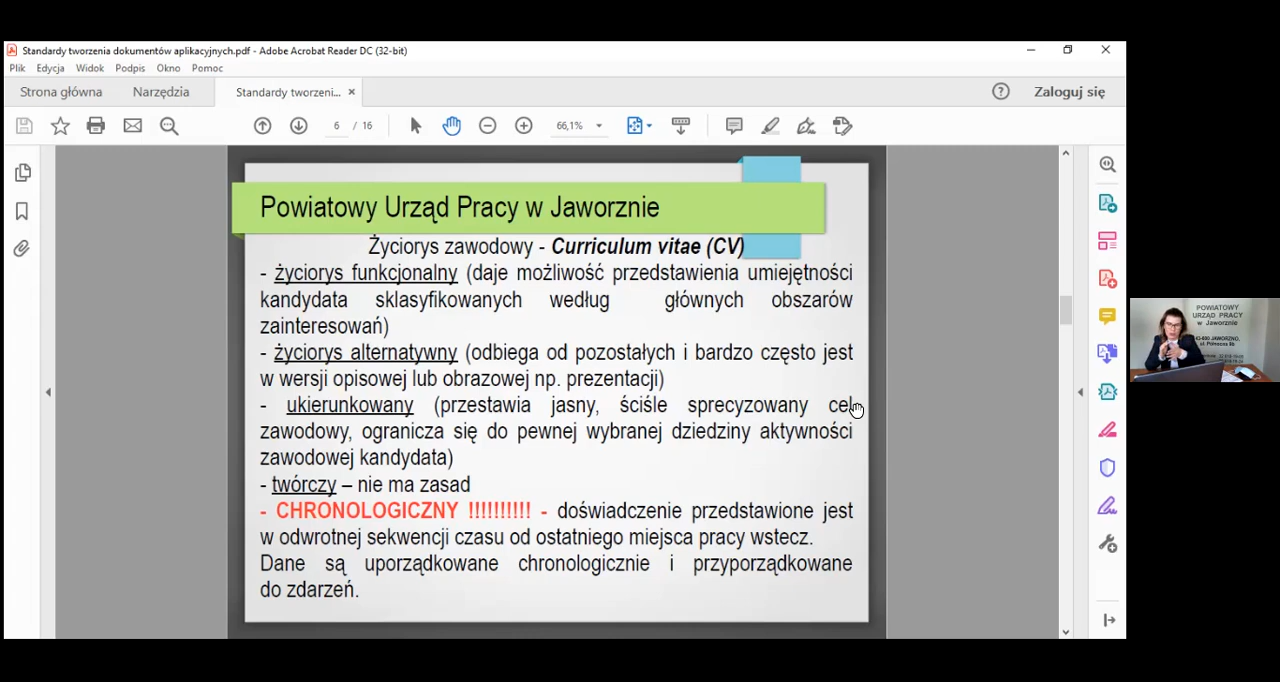 Standardy tworzenia dokumentów aplikacyjnych.pdf - Adobe Acrobat Reader DC (32-bit)
Plik Edycja Widok Podpis Okno Pomoc
Strona główna Narzędzia Standardy tworzeni... × Zaloguj się
6 / 16 66,1%
Powiatowy Urząd Pracy w Jaworznie
Życiorys zawodowy - Curriculum vitae (CV)
- życiorys funkcjonalny (daje możliwość przedstawienia umiejętności
kandydata sklasyfikowanych według głównych obszarów
zainteresowań)
- życiorys alternatywny (odbiega od pozostałych i bardzo często jest
w wersji opisowej lub obrazowej np. prezentacji)
- ukierunkowany (przestawia jasny, ściśle sprecyzowany cel
zawodowy, ogranicza się do pewnej wybranej dziedziny aktywności
zawodowej kandydata)
- twórczy – nie ma zasad
- CHRONOLOGICZNY !!!!!!!!!! - doświadczenie przedstawione jest
w odwrotnej sekwencji czasu od ostatniego miejsca pracy wstecz.
Dane są uporządkowane chronologicznie i przyporządkowane
do zdarzeń.
POWIATOWY
URZĄD PRACY
w Jaworznie